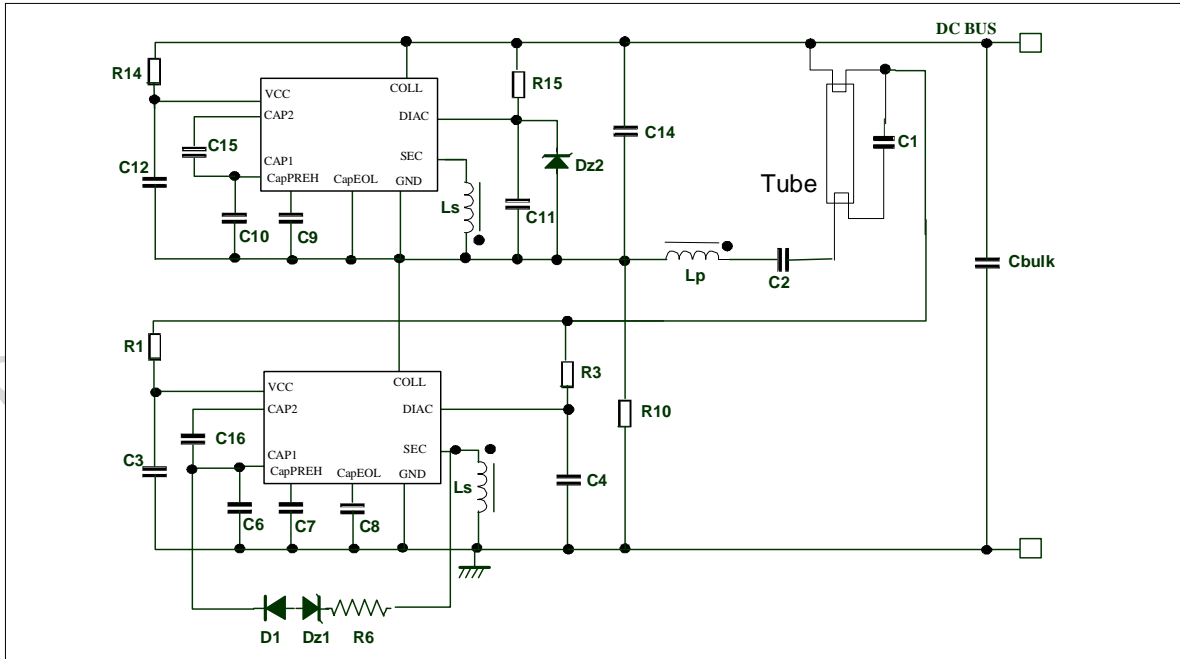 DC BUS
R14
VCC
CAP2
CAP1
CapPREH
CapEOL
GND
COLL
DIAC
SEC
C15
C12
C10
C9
Ls
R15
C11
Dz2
C14
Tube
C1
Lp
C2
Cbulk
R1
VCC
CAP2
CAP1
CapPREH
CapEOL
GND
COLL
DIAC
SEC
C16
C3
C6
C7
C8
Ls
R3
C4
R10
D1
Dz1
R6